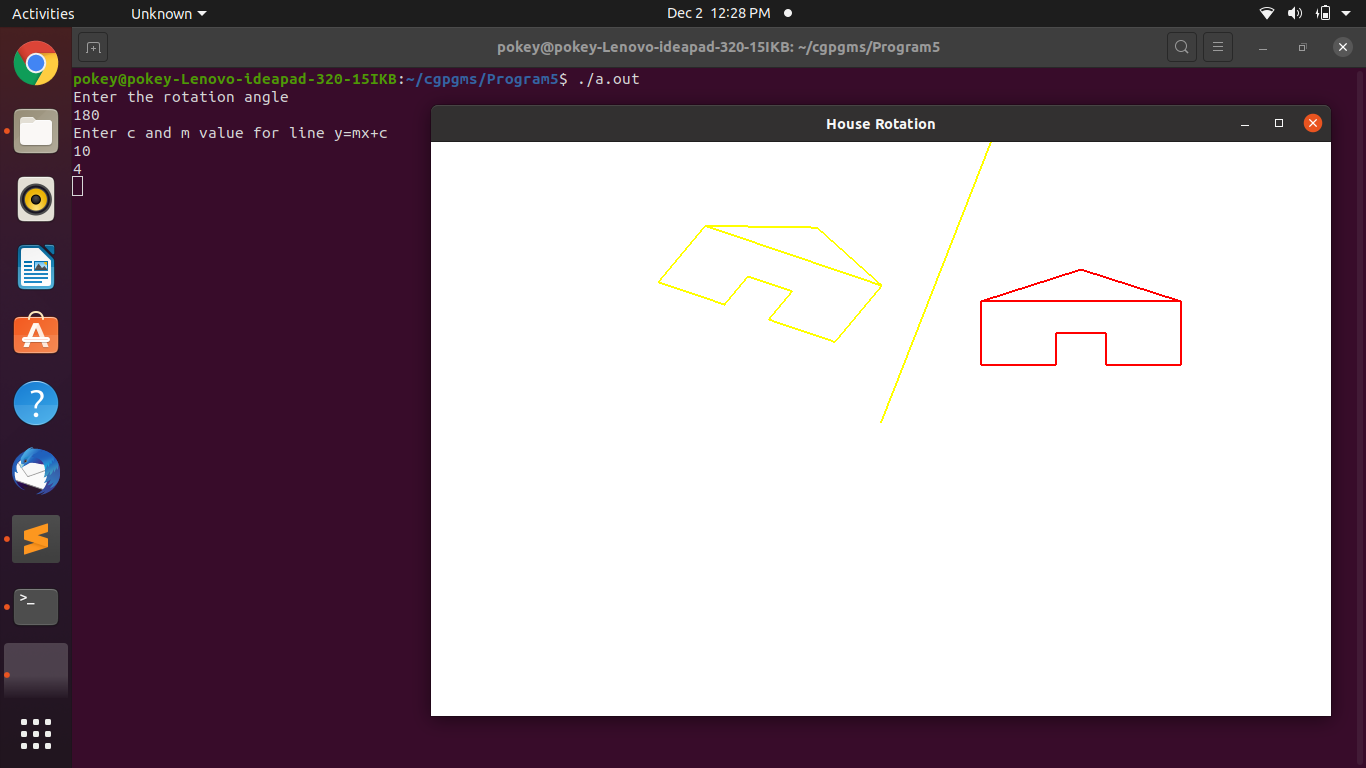 Activities Unknown Dec 2 12:28 PM
pokey@pokey-Lenovo-ideapad-320-15IKB: ~/cgpgms/Program5
pokey@pokey-Lenovo-ideapad-320-15IKB:~/cgpgms/Program5$ ./a.out
Enter the rotation angle
180
Enter c and m value for line y=mx+c
10
4
House Rotation